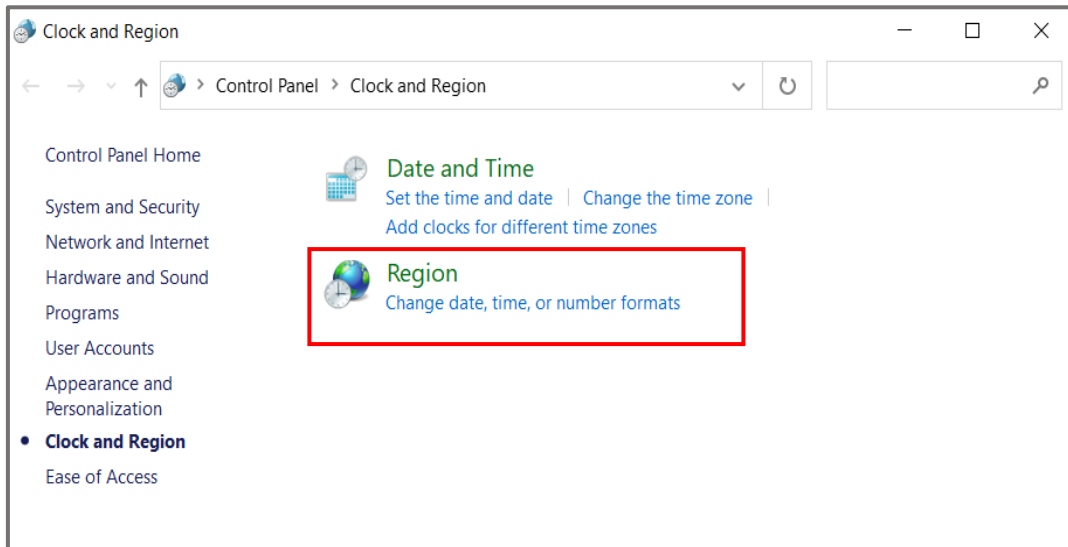 Clock and Region
Control Panel > Clock and Region
Control Panel Home
System and Security
Network and Internet
Hardware and Sound
Programs
User Accounts
Appearance and
Personalization
Clock and Region
Ease of Access
Date and Time
Set the time and date | Change the time zone |
Add clocks for different time zones
Region
Change date, time, or number formats